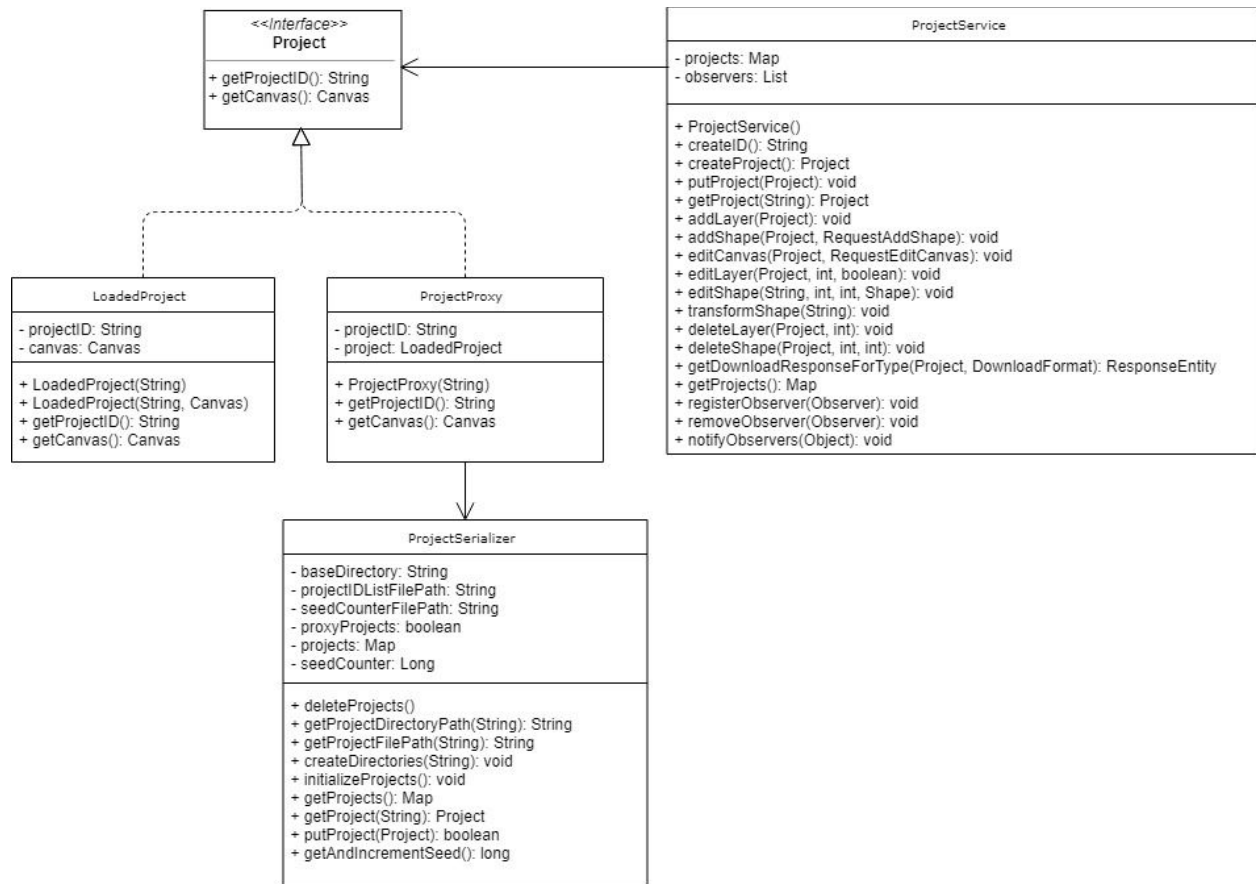 <<Interface>>
Project
+ getProjectID(): String
+ getCanvas(): Canvas
ProjectService
- projects: Map
- observers: List
+ ProjectService()
+ createID(): String
+ createProject(): Project
+ putProject(Project): void
+ getProject(String): Project
+ addLayer(Project): void
+ addShape(Project, RequestAddShape): void
+ editCanvas(Project, RequestEditCanvas): void
+ editLayer(Project, int, boolean): void
+ editShape(String, int, int, Shape): void
+ transformShape(String): void
+ deleteLayer(Project, int): void
+ deleteShape(Project, int, int): void
+ getDownloadResponseForType(Project, DownloadFormat): ResponseEntity
+ getProjects(): Map
+ registerObserver(Observer): void
+ removeObserver(Observer): void
+ notifyObservers(Object): void
LoadedProject
- projectID: String
- canvas: Canvas
+ LoadedProject(String)
+ LoadedProject(String, Canvas)
+ getProjectID(): String
+ getCanvas(): Canvas
ProjectProxy
- projectID: String
- project: LoadedProject
+ ProjectProxy(String)
+ getProjectID(): String
+ getCanvas(): Canvas
ProjectSerializer
- baseDirectory: String
- projectIDListFilePath: String
- seedCounterFilePath: String
- proxyProjects: boolean
- projects: Map
- seedCounter: Long
+ deleteProjects()
+ getProjectDirectoryPath(String): String
+ getProjectFilePath(String): String
+ createDirectories(String): void
+ initializeProjects(): void
+ getProjects(): Map
+ getProject(String): Project
+ putProject(Project): boolean
+ getAndIncrementSeed(): long